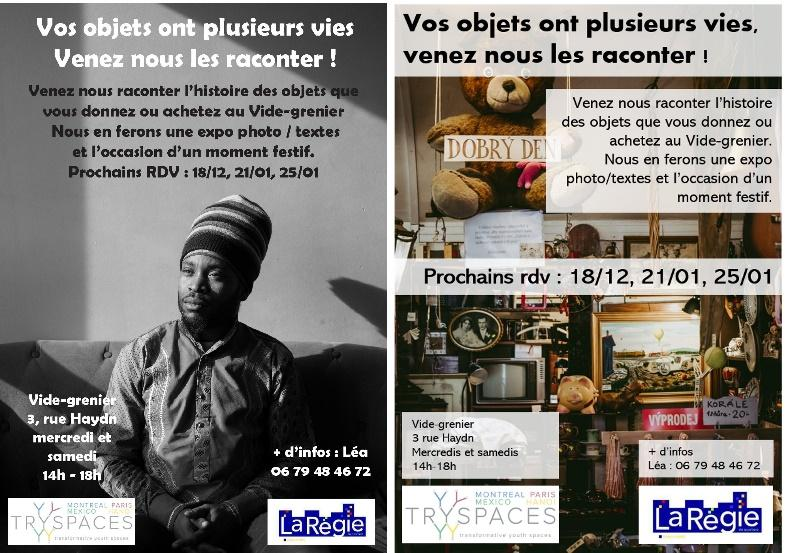 Vos objets ont plusieurs vies
Venez nous les raconter !
Venez nous raconter l'histoire des objets que
vous donnez ou achetez au Vide-grenier
Nous en ferons une expo photo / textes
et l'occasion d'un moment festif.
Prochains RDV : 18/12, 21/01, 25/01
Vide-grenier
3, rue Haydn
mercredi et
samedi
14h - 18h
+ d'infos : Léa
06 79 48 46 72
MONTREAL PARIS
MEXICO HANOI
TRYSPACES
transformative youth spaces
La Régie
Vos objets ont plusieurs vies,
venez nous les raconter !
DOBRY DEN
Venez nous raconter l'histoire
des objets que vous donnez ou
achetez au Vide-grenier.
Nous en ferons une expo
photo/textes et l'occasion d'un
moment festif.
Prochains rdv : 18/12, 21/01, 25/01
KORÁLE
VÝPRODEJ
Vide-grenier
3 rue Haydn
Mercredis et samedis
14h-18h
+ d'infos
Léa : 06 79 48 46 72
MONTREAL PARIS
MEXICO HANOI
TRYSPACES
transformative youth spaces
La Régie